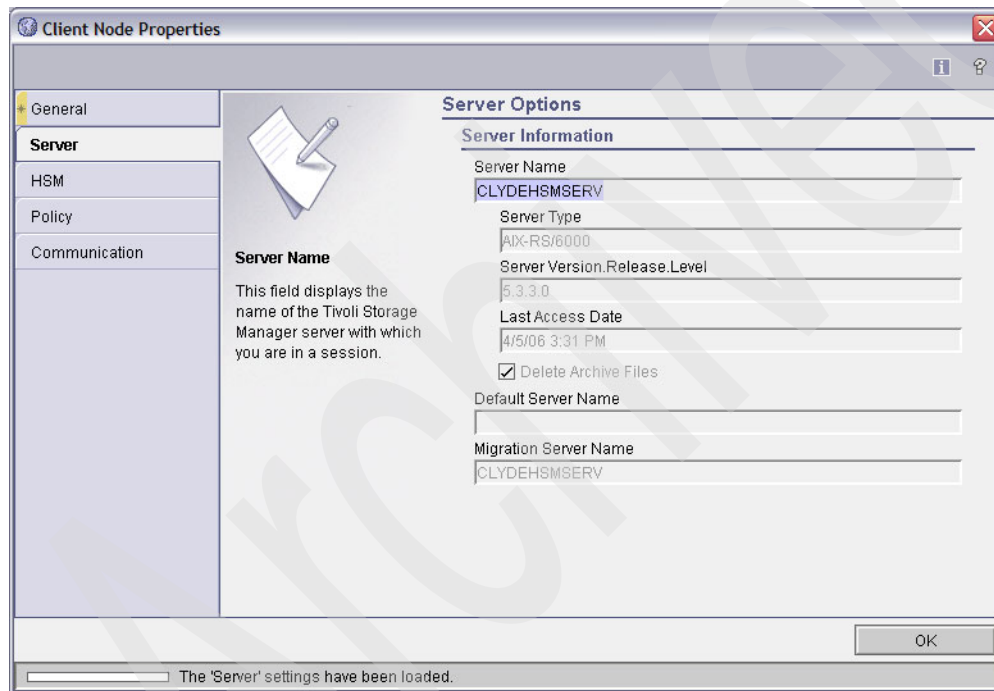 Client Node Properties
General
Server
HSM
Policy
Communication
Server Name
This field displays the
name of the Tivoli Storage
Manager server with which
you are in a session.
Server Options
Server Information
Server Name
CLYDEHSMSERV
Server Type
AIX-RS/6000
Server Version.Release.Level
5.3.3.0
Last Access Date
4/5/06 3:31 PM
Delete Archive Files
Default Server Name
Migration Server Name
CLYDEHSMSERV
OK
The 'Server' settings have been loaded.
Archive